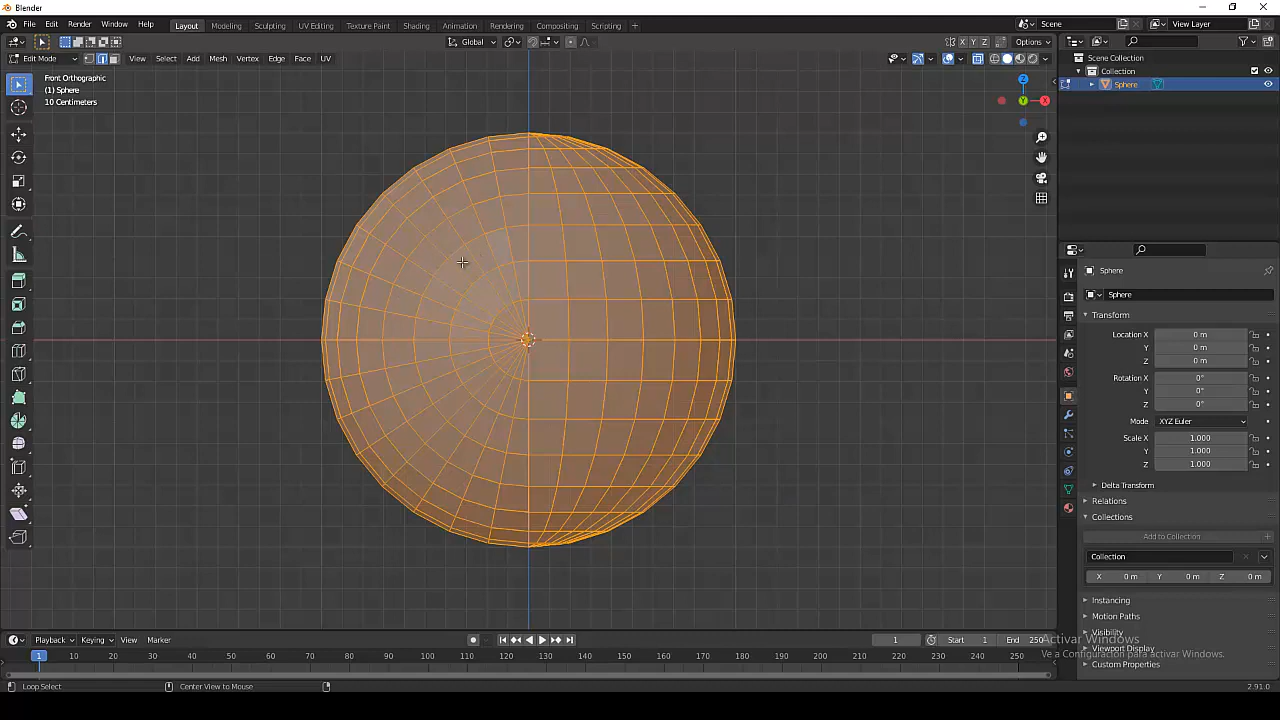 Blender
File Edit Render Window Help Layout Modeling Sculpting UV Editing Texture Paint Shading Animation Rendering Compositing Scripting + Scene View Layer
Global X Y Z Options
Edit Mode View Select Add Mesh Vertex Edge Face UV
Scene Collection
Collection
Sphere
Front Orthographic
(1) Sphere
10 Centimeters
Z
Y
X
Sphere
Sphere
Transform
Location X 0 m
Y 0 m
Z 0 m
Rotation X 0°
Y 0°
Z 0°
Mode XYZ Euler
Scale X 1.000
Y 1.000
Z 1.000
Delta Transform
Relations
Collections
Add to Collection
Collection
X 0 m Y 0 m Z 0 m
Instancing
Motion Paths
Visibility
Viewport Display
Custom Properties
Activar Windows
Ve a Configuración para activar Windows.
Playback Keying View Marker 1 Start 1 End 250
1 10 20 30 40 50 60 70 80 90 100 110 120 130 140 150 160 170 180 190 200 210 220 230 240 250
Loop Select Center View to Mouse 2.91.0